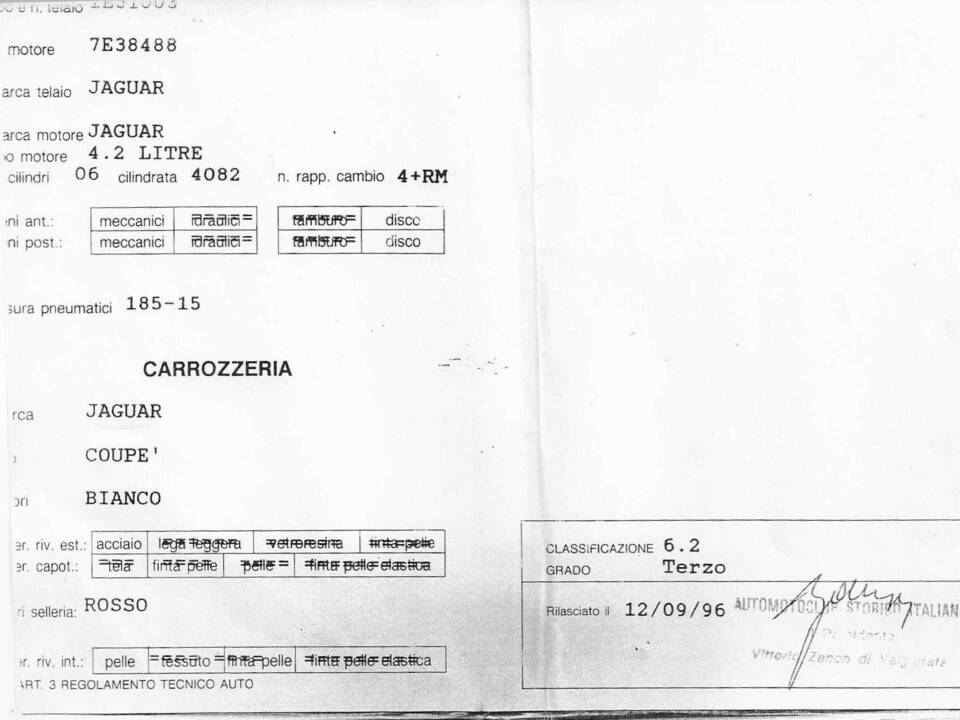 motore 7E38488
arca telaio JAGUAR
arca motore JAGUAR
motore 4.2 LITRE
cilindri 06 cilindrata 4082 n. rapp. cambio 4+RM
ni ant.: meccanici idraulici tamburo disco
ni post.: meccanici idraulici tamburo disco
sura pneumatici 185-15
CARROZZERIA
rca JAGUAR
COUPE'
ori BIANCO
er. riv. est.: acciaio lega leggera vetroresina finta pelle
er. capot.: tela finta pelle pelle finta pelle elastica
ri selleria: ROSSO
er. riv. int.: pelle tessuto finta pelle finta pelle elastica
ART. 3 REGOLAMENTO TECNICO AUTO
CLASSIFICAZIONE 6.2
GRADO Terzo
Rilasciato il 12/09/96 AUTOMOTOCLUB STORICO ITALIAN
Presidente
Vittorio Zanon di Valgiurata